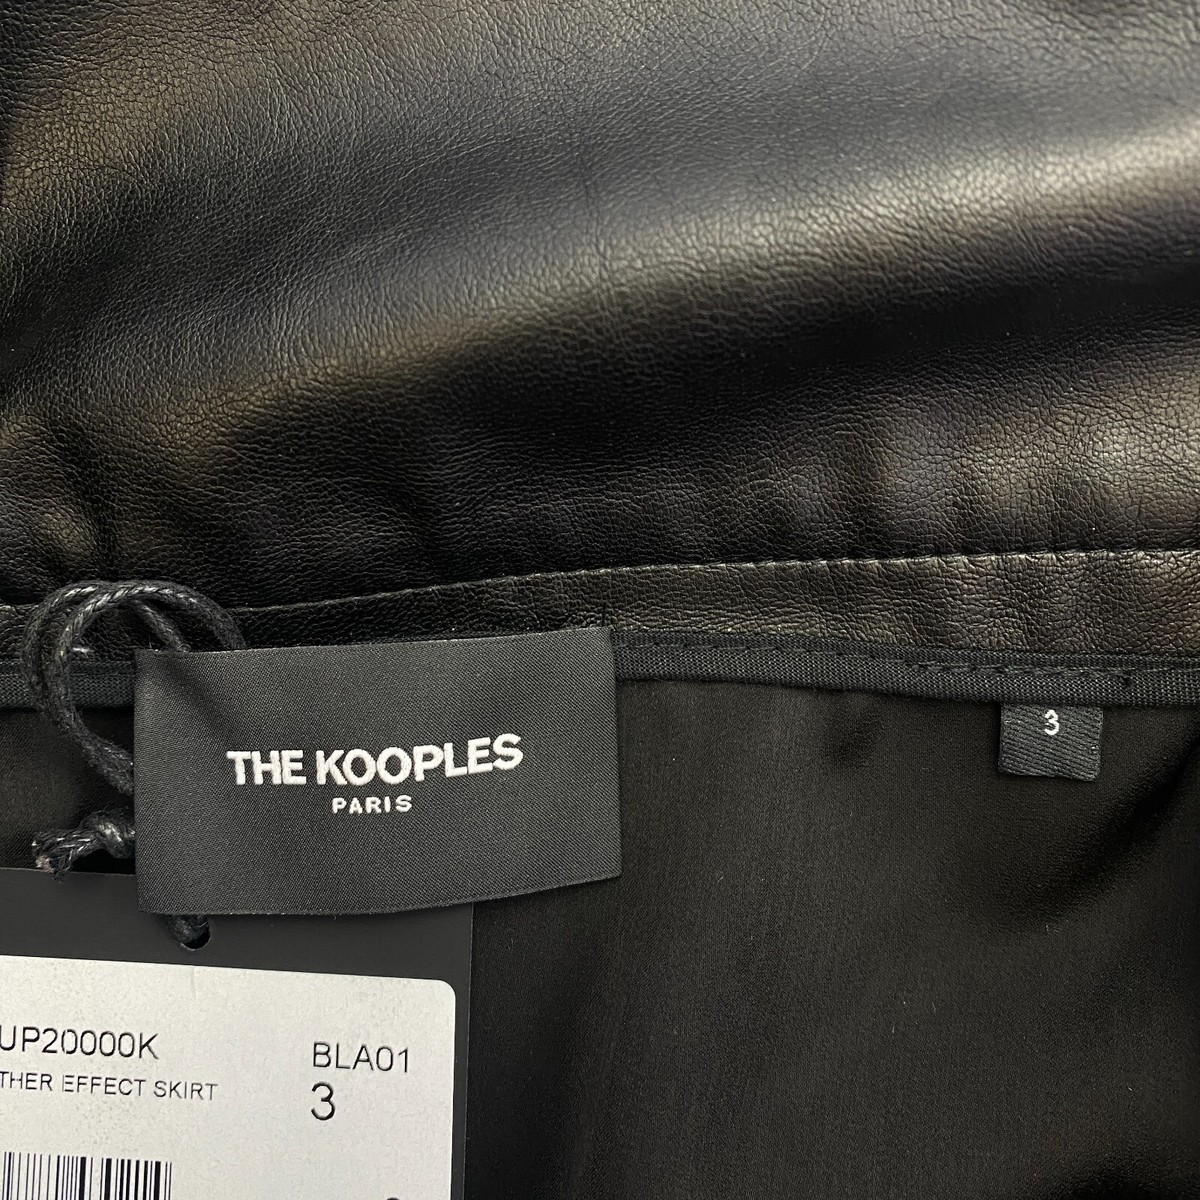 THE KOOPLES
PARIS
3
UP20000K
BLA01
THER EFFECT SKIRT
3